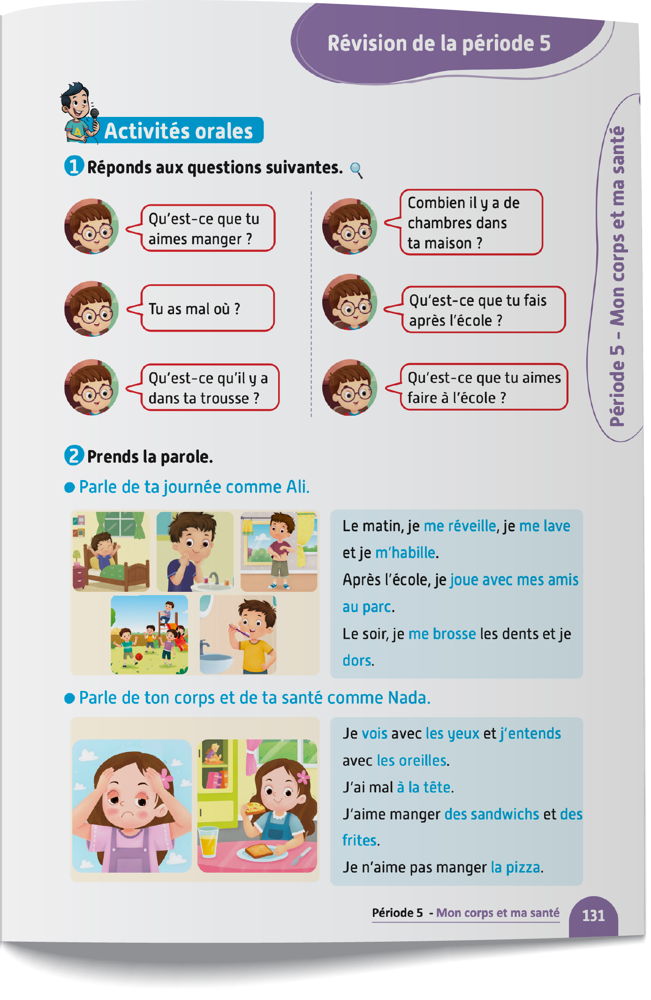 Révision de la période 5
Période 5 - Mon corps et ma santé
A
Activités orales
1 Réponds aux questions suivantes.
Qu'est-ce que tu
aimes manger ?
Tu as mal où ?
Qu'est-ce qu'il y a
dans ta trousse ?
Combien il y a de
chambres dans
ta maison ?
Qu'est-ce que tu fais
après l'école ?
Qu'est-ce que tu aimes
faire à l'école ?
2 Prends la parole.
● Parle de ta journée comme Ali.
Le matin, je me réveille, je me lave
et je m'habille.
Après l'école, je joue avec mes amis
au parc.
Le soir, je me brosse les dents et je
dors.
● Parle de ton corps et de ta santé comme Nada.
Je vois avec les yeux et j'entends
avec les oreilles.
J'ai mal à la tête.
J'aime manger des sandwichs et des
frites.
Je n'aime pas manger la pizza.
Période 5 - Mon corps et ma santé
131